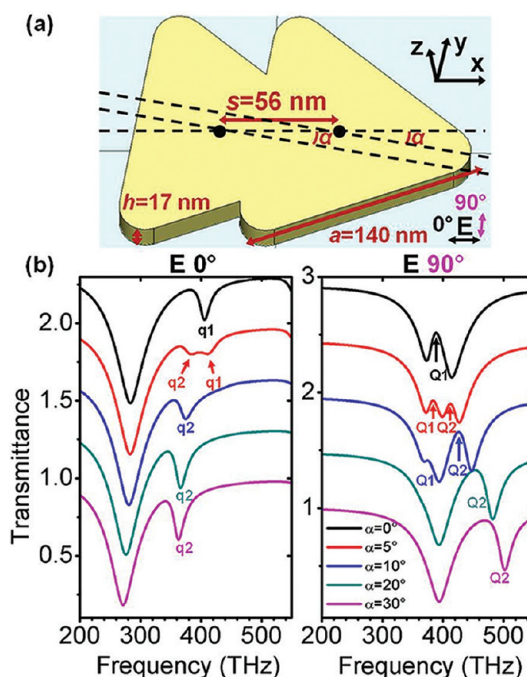 (a)
z y
x
s=56 nm
α α
h=17 nm
90°
0° E
a=140 nm
(b) E 0° E 90°
Transmittance
2.0
1.5
1.0
0.5
q1
q2 q1
q2
q2
q2
200 300 400 500
Frequency (THz)
3
2
1
Q1
Q1 Q2
Q1 Q2
Q2
Q2
α=0°
α=5°
α=10°
α=20°
α=30°
200 300 400 500
Frequency (THz)